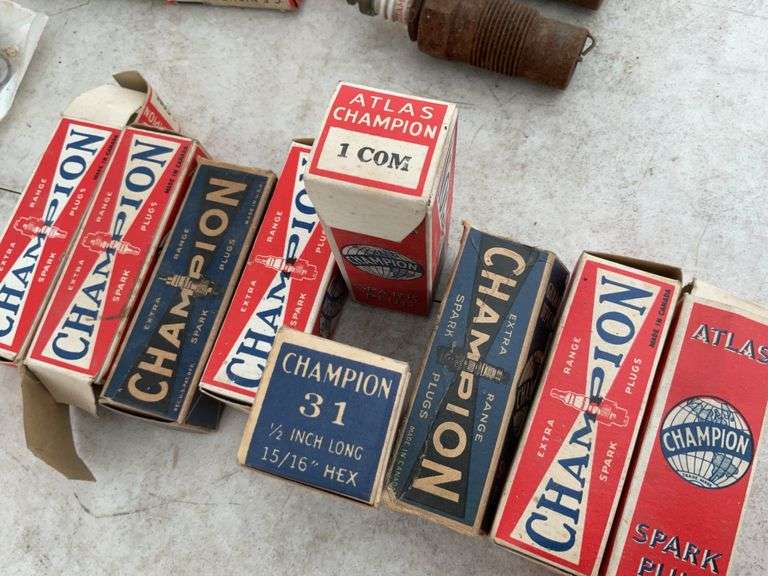 EXTRA RANGE
CHAMPION
SPARK PLUGS
EXTRA RANGE
CHAMPION
SPARK PLUGS
MADE IN CANADA
EXTRA RANGE
CHAMPION
SPARK PLUGS
EXTRA RANGE
CHAMPION
SPARK PLUGS
ATLAS
CHAMPION
1 COM
CHAMPION
31
1/2 INCH LONG
15/16" HEX
EXTRA RANGE
CHAMPION
SPARK PLUGS
MADE IN CANADA
EXTRA RANGE
CHAMPION
SPARK PLUGS
MADE IN CANADA
ATLAS
CHAMPION
SPARK